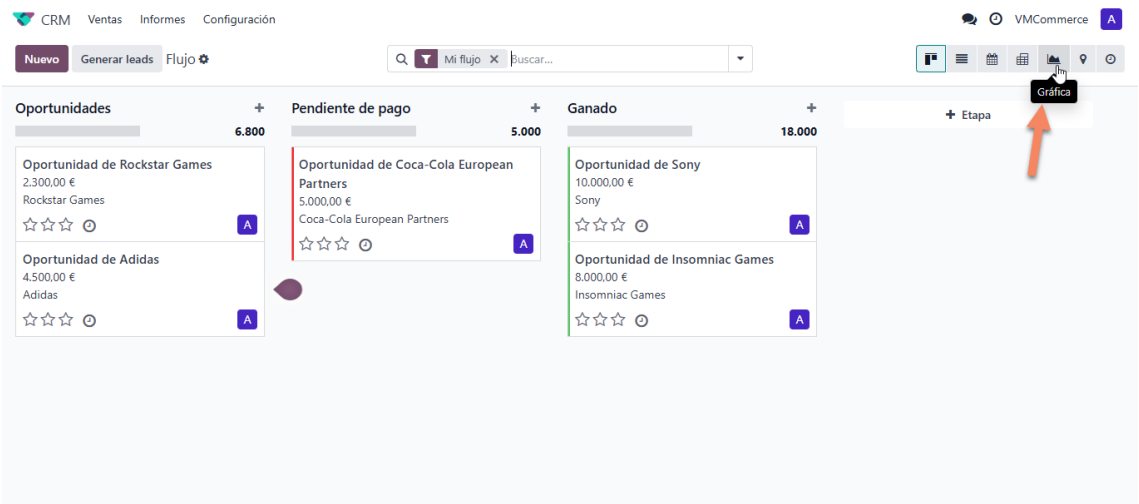 CRM Ventas Informes Configuración VMCommerce A
Nuevo Generar leads Flujo Mi flujo Buscar...
Gráfica
Oportunidades
6.800
Oportunidad de Rockstar Games
2.300,00 €
Rockstar Games
A
Oportunidad de Adidas
4.500,00 €
Adidas
A
Pendiente de pago
5.000
Oportunidad de Coca-Cola European
Partners
5.000,00 €
Coca-Cola European Partners
A
Ganado
18.000
Oportunidad de Sony
10.000,00 €
Sony
A
Oportunidad de Insomniac Games
8.000,00 €
Insomniac Games
A
+ Etapa